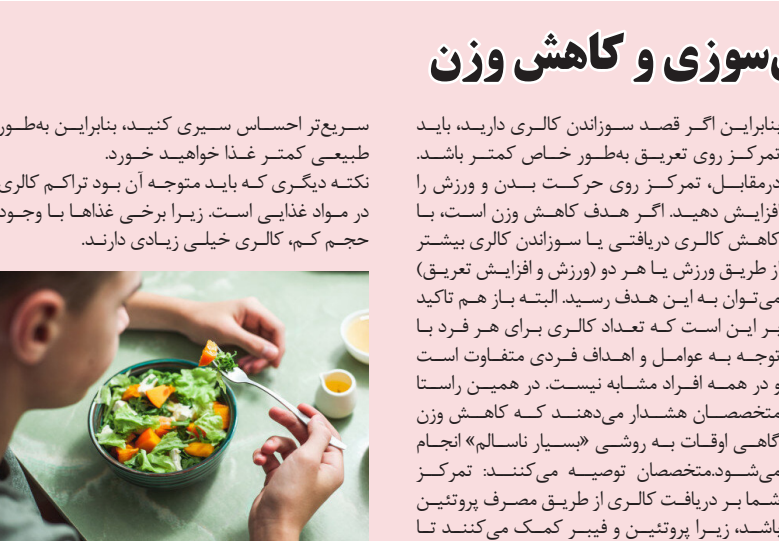 ‌سوزی و کاهش وزن
بنابراین اگر قصد سوزاندن کالری دارید، باید
تمرکز روی تعریق به‌طور خاص کمتر باشد.
درمقابل، تمرکز روی حرکت بدن و ورزش را
افزایش دهید. اگر هدف کاهش وزن است، با
کاهش کالری دریافتی یا سوزاندن کالری بیشتر
از طریق ورزش یا هر دو (ورزش و افزایش تعریق)
می‌توان به این هدف رسید. البته باز هم تاکید
بر این است که تعداد کالری برای هر فرد با
توجه به عوامل و اهداف فردی متفاوت است
و در همه افراد مشابه نیست. در همین راستا
متخصصان هشدار می‌دهند که کاهش وزن
گاهی اوقات به روشی «بسیار ناسالم» انجام
می‌شود.متخصصان توصیه می‌کنند: تمرکز
شما بر دریافت کالری از طریق مصرف پروتئین
باشد، زیرا پروتئین و فیبر کمک می‌کنند تا
سریع‌تر احساس سیری کنید، بنابراین به‌طور
طبیعی کمتر غذا خواهید خورد.
نکته دیگری که باید متوجه آن بود تراکم کالری
در مواد غذایی است. زیرا برخی غذاها با وجود
حجم کم، کالری خیلی زیادی دارند.